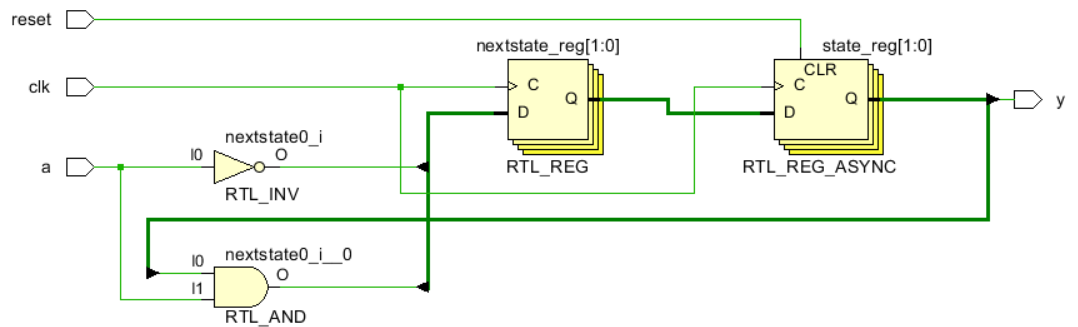 reset
clk
a
nextstate_reg[1:0]
C
D
Q
RTL_REG
state_reg[1:0]
CLR
C
D
Q
RTL_REG_ASYNC
y
nextstate0_i
I0
O
RTL_INV
nextstate0_i__0
I0
I1
O
RTL_AND